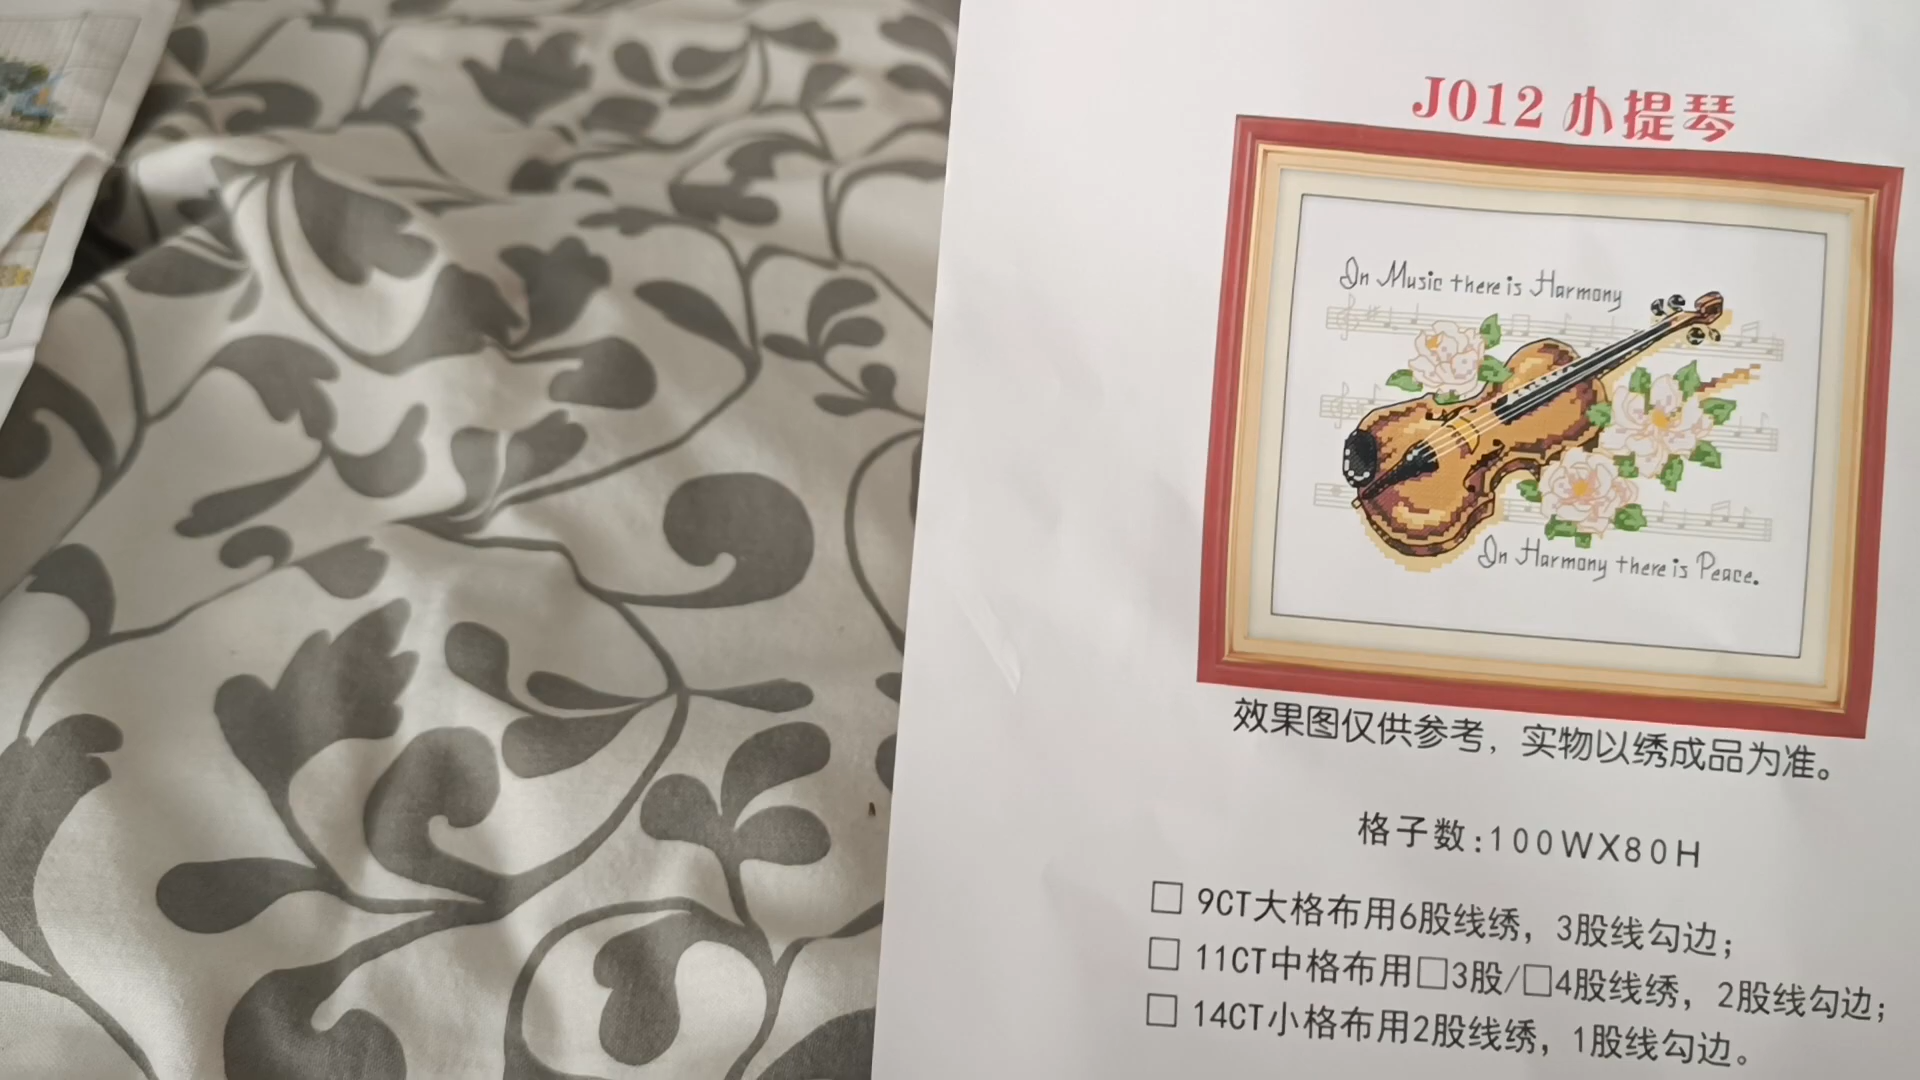 J012 小提琴
In Music there is Harmony
In Harmony there is Peace.
效果图仅供参考，实物以绣成品为准。
格子数:100WX80H
□ 9CT大格布用6股线绣，3股线勾边；
□ 11CT中格布用□3股/□4股线绣，2股线勾边；
□ 14CT小格布用2股线绣，1股线勾边。